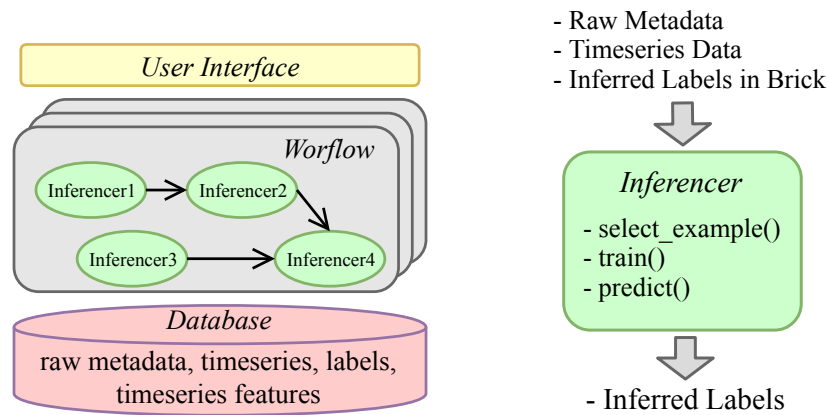 User Interface
Worflow
Inferencer1
Inferencer2
Inferencer3
Inferencer4
Database
raw metadata, timeseries, labels,
timeseries features
- Raw Metadata
- Timeseries Data
- Inferred Labels in Brick
Inferencer
- select_example()
- train()
- predict()
- Inferred Labels